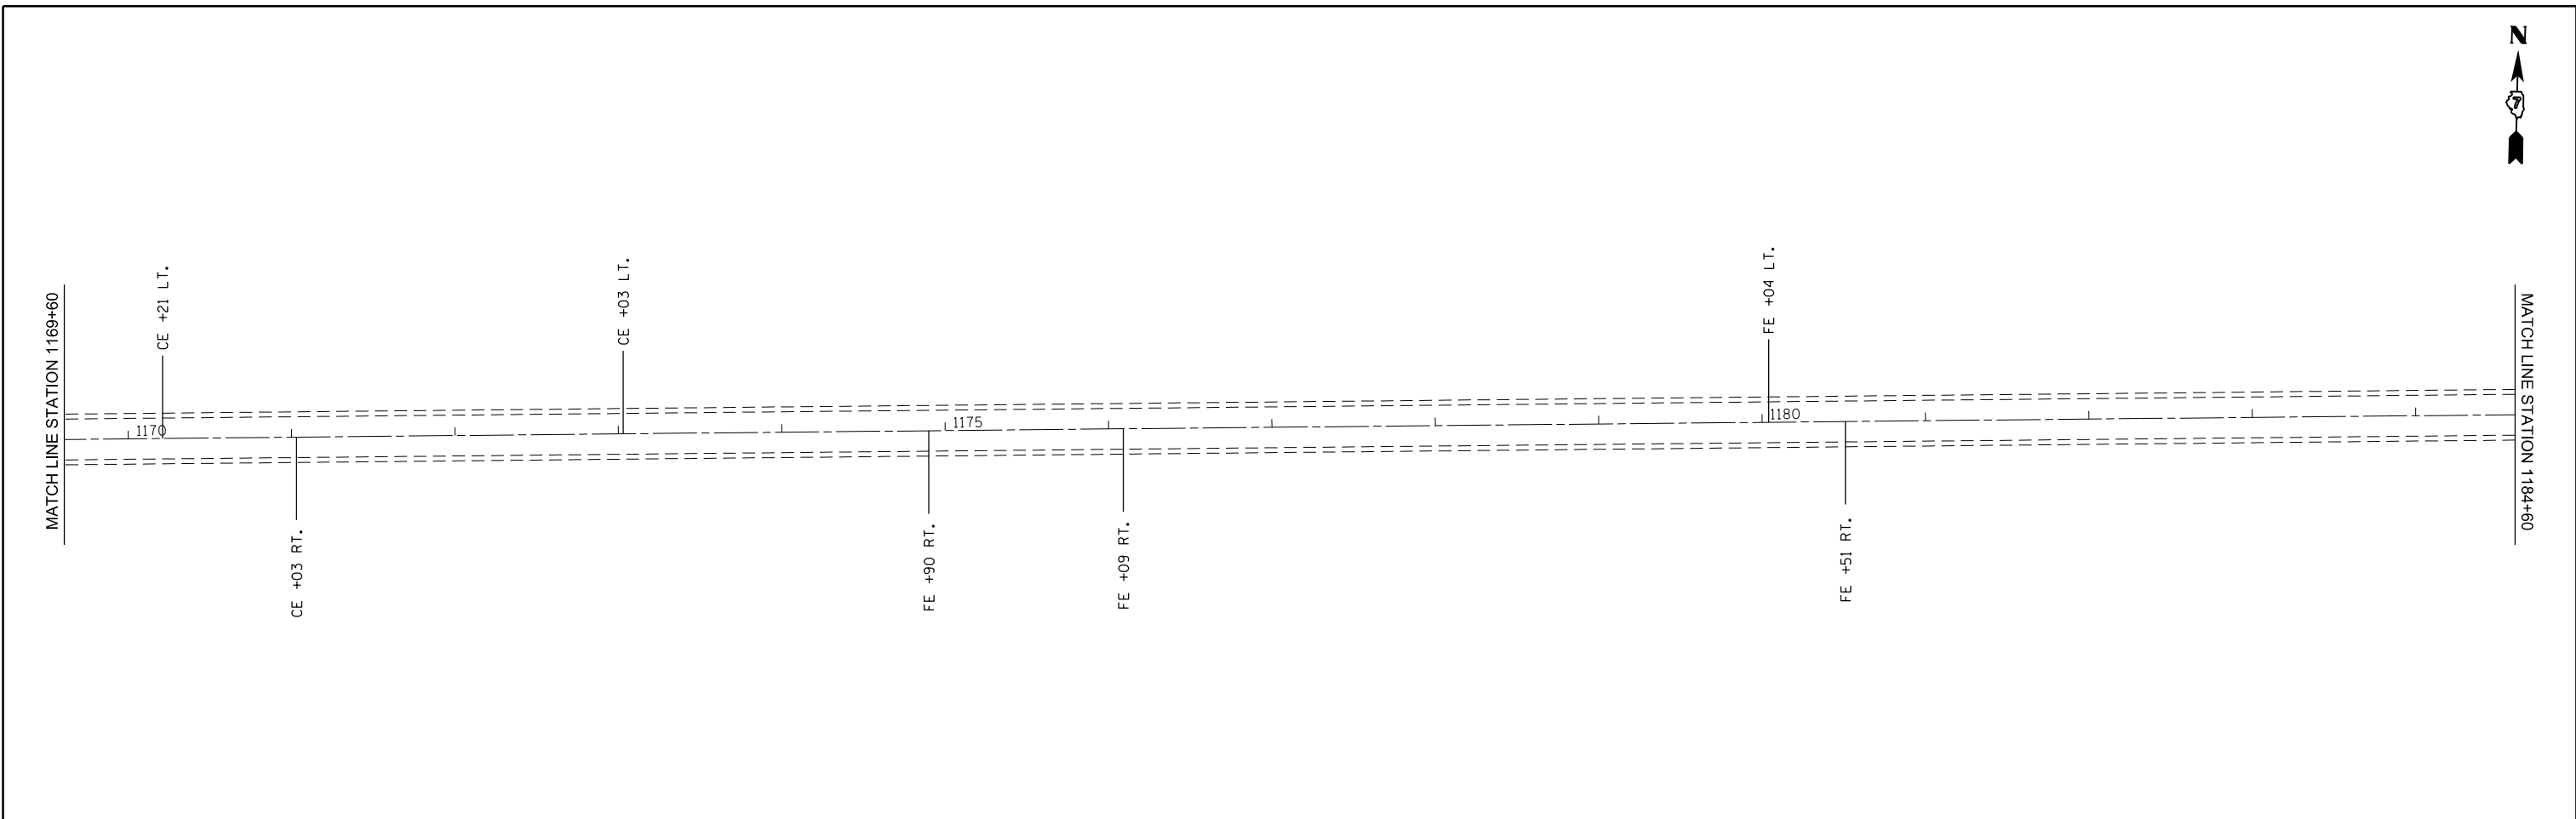 N
7
MATCH LINE STATION 1169+60
CE +21 LT.
CE +03 LT.
FE +04 LT.
MATCH LINE STATION 1184+60
1170
1175
1180
CE +03 RT.
FE +90 RT.
FE +09 RT.
FE +51 RT.